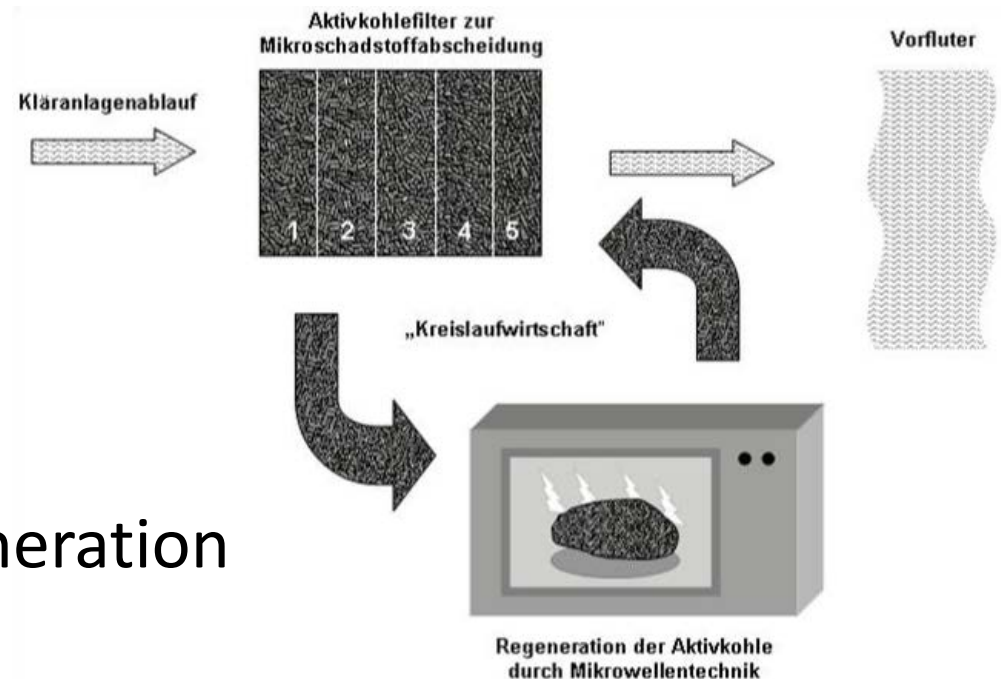 Aktivkohlefilter zur
Mikroschadstoffabscheidung
Vorfluter
Kläranlagenablauf
1 2 3 4 5
„Kreislaufwirtschaft"
neration
Regeneration der Aktivkohle
durch Mikrowellentechnik